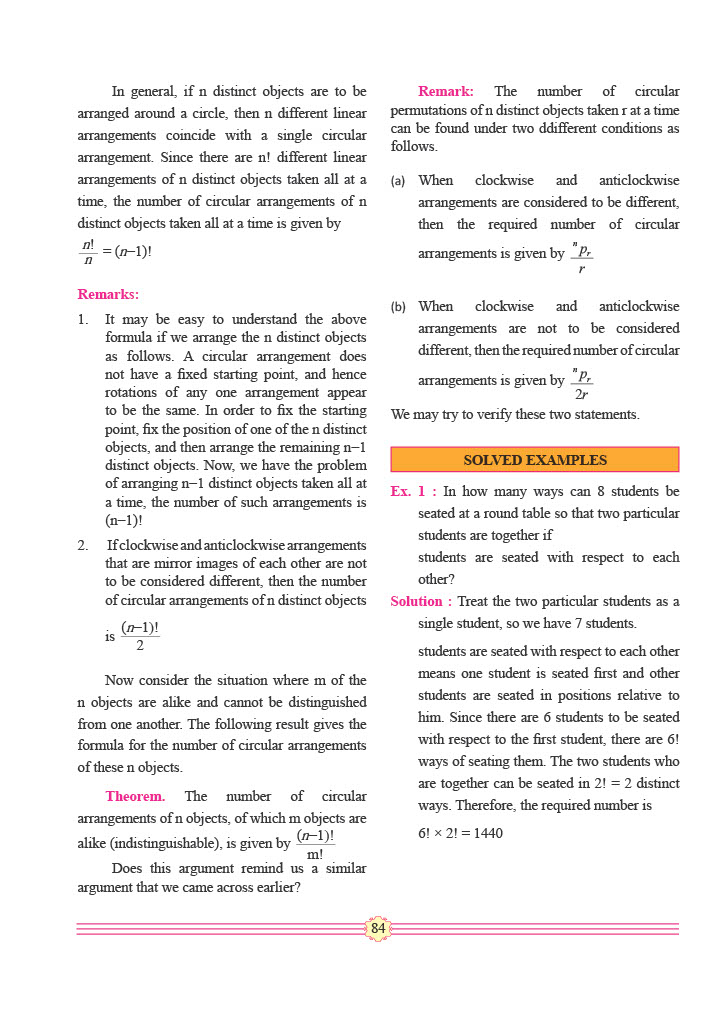 In general, if n distinct objects are to be
arranged around a circle, then n different linear
arrangements coincide with a single circular
arrangement. Since there are n! different linear
arrangements of n distinct objects taken all at a
time, the number of circular arrangements of n
distinct objects taken all at a time is given by
n!/n = (n–1)!
Remarks:
1. It may be easy to understand the above
formula if we arrange the n distinct objects
as follows. A circular arrangement does
not have a fixed starting point, and hence
rotations of any one arrangement appear
to be the same. In order to fix the starting
point, fix the position of one of the n distinct
objects, and then arrange the remaining n–1
distinct objects. Now, we have the problem
of arranging n–1 distinct objects taken all at
a time, the number of such arrangements is
(n–1)!
2. If clockwise and anticlockwise arrangements
that are mirror images of each other are not
to be considered different, then the number
of circular arrangements of n distinct objects
is (n–1)!/2
Now consider the situation where m of the
n objects are alike and cannot be distinguished
from one another. The following result gives the
formula for the number of circular arrangements
of these n objects.
Theorem. The number of circular
arrangements of n objects, of which m objects are
alike (indistinguishable), is given by (n–1)!/m!
Does this argument remind us a similar
argument that we came across earlier?
Remark: The number of circular
permutations of n distinct objects taken r at a time
can be found under two ddifferent conditions as
follows.
(a) When clockwise and anticlockwise
arrangements are considered to be different,
then the required number of circular
arrangements is given by ⁿpᵣ/r
(b) When clockwise and anticlockwise
arrangements are not to be considered
different, then the required number of circular
arrangements is given by ⁿpᵣ/2r
We may try to verify these two statements.
SOLVED EXAMPLES
Ex. 1 : In how many ways can 8 students be
seated at a round table so that two particular
students are together if
students are seated with respect to each
other?
Solution : Treat the two particular students as a
single student, so we have 7 students.
students are seated with respect to each other
means one student is seated first and other
students are seated in positions relative to
him. Since there are 6 students to be seated
with respect to the first student, there are 6!
ways of seating them. The two students who
are together can be seated in 2! = 2 distinct
ways. Therefore, the required number is
6! × 2! = 1440
84